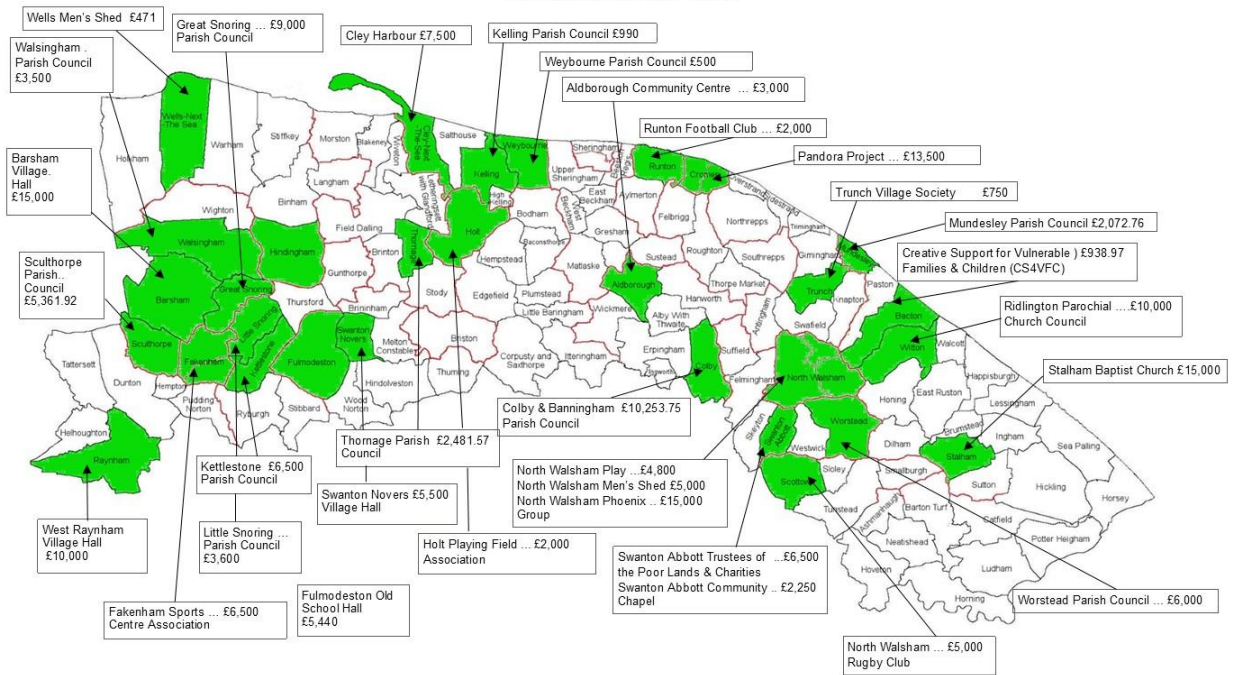 Wells Men's Shed £471
Great Snoring ... £9,000
Parish Council
Cley Harbour £7,500
Kelling Parish Council £990
Weybourne Parish Council £500
Aldborough Community Centre ... £3,000
Walsingham .
Parish Council
£3,500
Runton Football Club ... £2,000
Pandora Project ... £13,500
Trunch Village Society £750
Mundesley Parish Council £2,072.76
Creative Support for Vulnerable ) £938.97
Families & Children (CS4VFC)
Ridlington Parochial ....£10,000
Church Council
Stalham Baptist Church £15,000
Barsham
Village.
Hall
£15,000
Sculthorpe
Parish..
Council
£5,361.92
Wells-Next
-The Sea
Holkham
Warham
Stiffkey
Morston
Blakeney
Wiveton
Cley-Next
-The-Sea
Salthouse
Kelling
Weybourne
Sheringham
Upper
Sheringham
Beeston
Regis
Runton
Cromer
Overstrand
Sidestrand
Trimingham
Mundesley
Langham
Binham
Wighton
Letheringsett
with Glandford
High
Kelling
Bodham
West
Beckham
East
Beckham
Aylmerton
Felbrigg
Northrepps
Gimingham
Field Dalling
Walsingham
Hindringham
Thornage
Holt
Baconsthorpe
Gresham
Roughton
Southrepps
Trunch
Paston
Knapton
Barsham
Great Snoring
Gunthorpe
Brinton
Hempstead
Matlaske
Sustead
Thorpe Market
Thursford
Brininham
Stody
Edgefield
Plumstead
Little Baringham
Wickmere
Aldborough
Hanworth
Alby With
Thwaite
Antingham
Swafield
Bacton
Little Snoring
Sculthorpe
Fakenham
Kettlestone
Fulmodeston
Swanton
Novers
Melton
Constable
Briston
Corpusty and
Saxthorpe
Itteringham
Erpingham
Colby
Suffield
Felmingham
North Walsham
Witton
Walcott
Tattersett
Dunton
Hempton
Pudding
Norton
Ryburgh
Stibbard
Wood
Norton
Hindolveston
Thurning
Honing
East Ruston
Happisburgh
Lessingham
Helhoughton
Raynham
Skeyton
Swanton
Abbott
Westwick
Worstead
Dilham
Brumstead
Ingham
Sea Palling
Stalham
Scottow
Sloley
Smallburgh
Sutton
Hickling
Horsey
Tunstead
Ashmanhaugh
Barton Turf
Catfield
Potter Heigham
Neatishead
Hoveton
Ludham
Horning
West Raynham
Village Hall
£10,000
Kettlestone £6,500
Parish Council
Little Snoring ...
Parish Council
£3,600
Fakenham Sports ... £6,500
Centre Association
Fulmodeston Old
School Hall
£5,440
Swanton Novers £5,500
Village Hall
Thornage Parish £2,481.57
Council
Holt Playing Field ... £2,000
Association
Colby & Banningham £10,253.75
Parish Council
North Walsham Play ...£4,800
North Walsham Men's Shed £5,000
North Walsham Phoenix .. £15,000
Group
Swanton Abbott Trustees of ...£6,500
the Poor Lands & Charities
Swanton Abbott Community .. £2,250
Chapel
Worstead Parish Council ... £6,000
North Walsham ... £5,000
Rugby Club